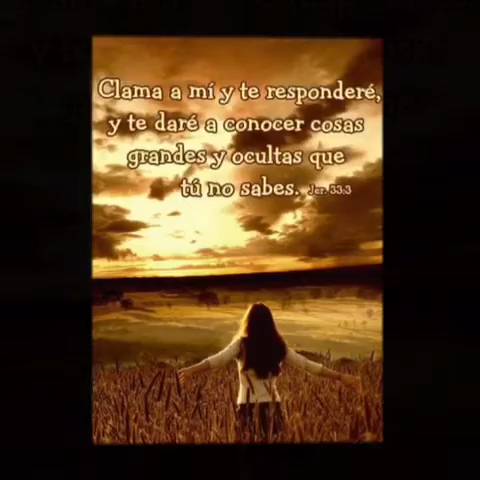 Clama a mí y te responderé,
y te daré a conocer cosas
grandes y ocultas que
tú no sabes. Jer. 33:3